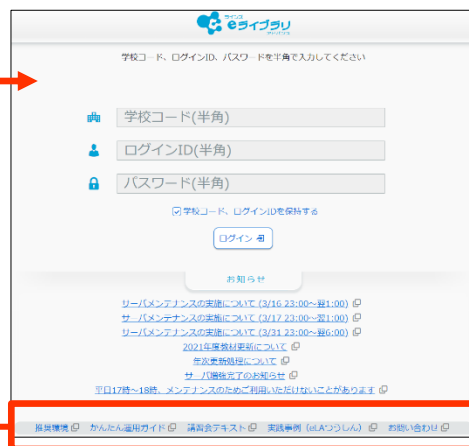 ラインズ
eライブラリ
アドバンス
学校コード、ログインID、パスワードを半角で入力してください
学校コード(半角)
ログインID(半角)
パスワード(半角)
学校コード、ログインIDを保持する
ログイン
お知らせ
サーバメンテナンスの実施について (3/16 23:00～翌1:00)
サーバメンテナンスの実施について (3/17 23:00～翌1:00)
サーバメンテナンスの実施について (3/31 23:00～翌6:00)
2021年度教材更新について
年次更新処理について
サーバ増強完了のお知らせ
平日17時～18時、メンテナンスのためご利用いただけないことがあります
推奨環境 かんたん運用ガイド 講習会テキスト 実践事例（eLAつうしん） お問い合わせ